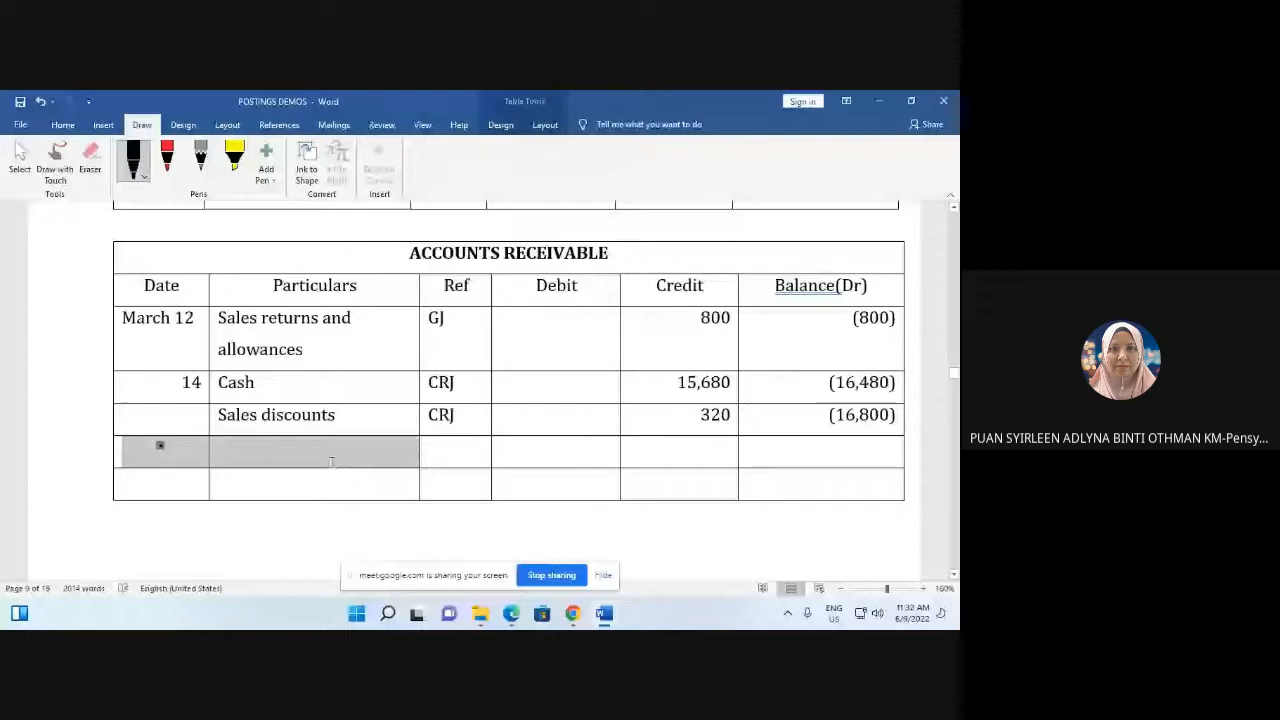 POSTINGS DEMOS - Word
Table Tools
Sign in
File Home Insert Draw Design Layout References Mailings Review View Help Design Layout Tell me what you want to do Share
Select Draw with Touch Eraser Add Pen Ink to Shape
Tools Pens Convert Insert
ACCOUNTS RECEIVABLE
Date Particulars Ref Debit Credit Balance(Dr)
March 12 Sales returns and allowances GJ 800 (800)
14 Cash CRJ 15,680 (16,480)
Sales discounts CRJ 320 (16,800)
PUAN SYIRLEEN ADLYNA BINTI OTHMAN KM-Pensy...
meet.google.com is sharing your screen Stop sharing Hide
Page 9 of 19 2014 words English (United States) 160%
ENG US 11:32 AM 6/9/2022